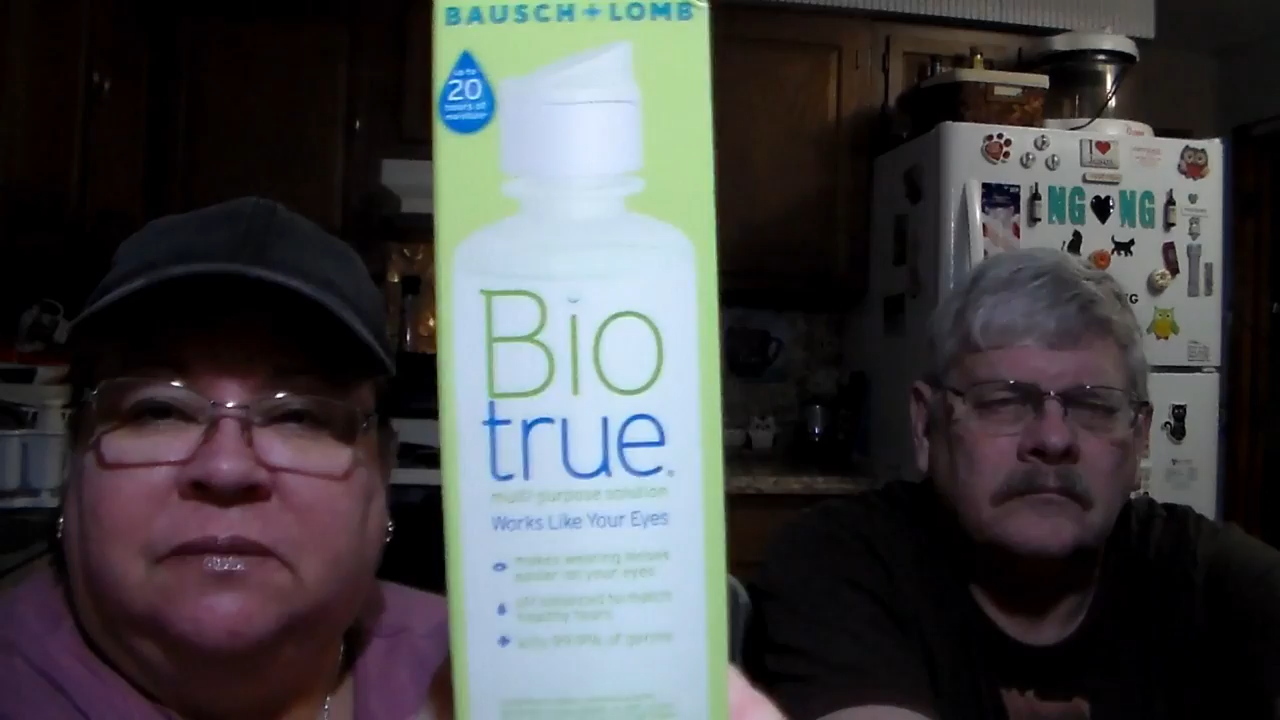 BAUSCH + LOMB
up to
20
hours of
moisture
Bio
true.
multi-purpose solution
Works Like Your Eyes
makes wearing lenses
easier on your eyes
pH balanced to match
healthy tears
kills 99.9% of germs
I ♥
NG ♥ NG
NG